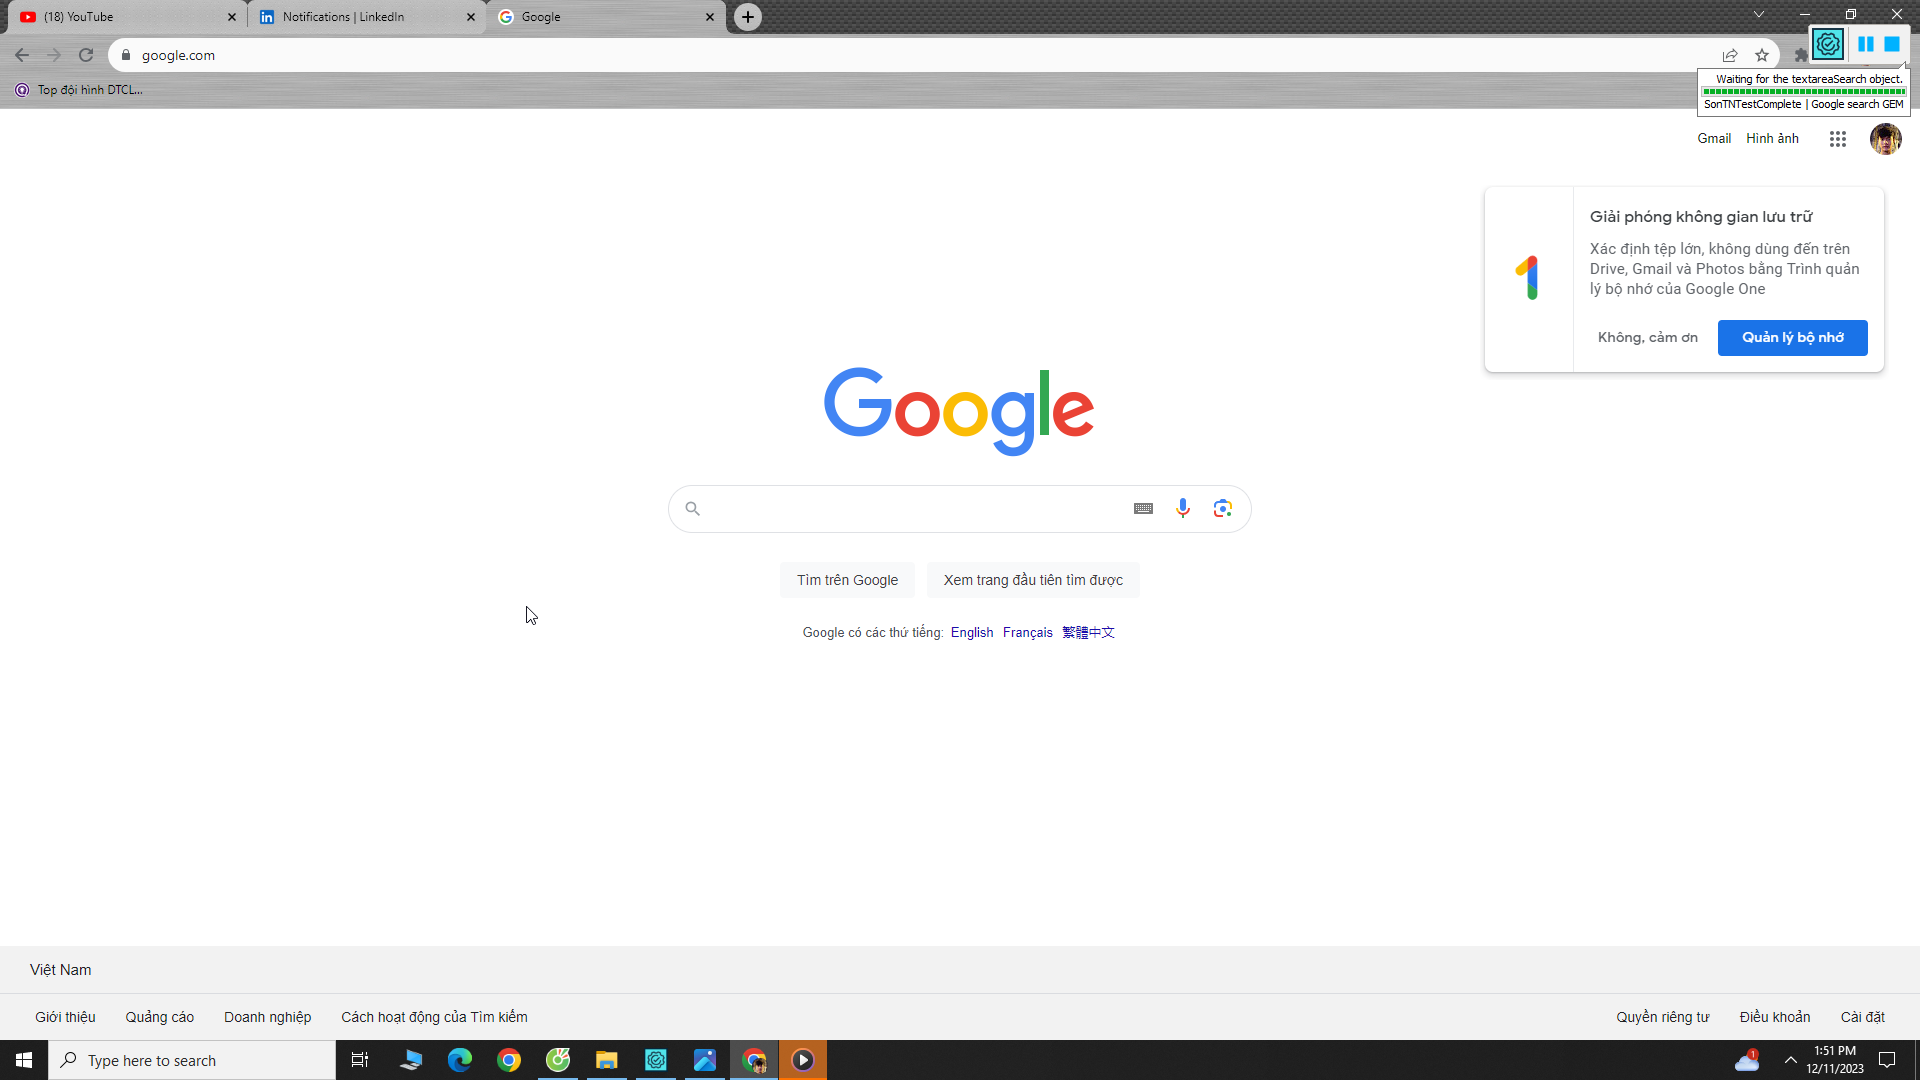 (18) YouTube
Notifications | LinkedIn
Google
google.com
Top đội hình DTCL...
Waiting for the textareaSearch object.
SonTNTestComplete | Google search GEM
Gmail
Hình ảnh
Giải phóng không gian lưu trữ
Xác định tệp lớn, không dùng đến trên
Drive, Gmail và Photos bằng Trình quản
lý bộ nhớ của Google One
Không, cảm ơn
Quản lý bộ nhớ
Google
Tìm trên Google
Xem trang đầu tiên tìm được
Google có các thứ tiếng: English Français 繁體中文
Việt Nam
Giới thiệu
Quảng cáo
Doanh nghiệp
Cách hoạt động của Tìm kiếm
Quyền riêng tư
Điều khoản
Cài đặt
Type here to search
1
1:51 PM
12/11/2023